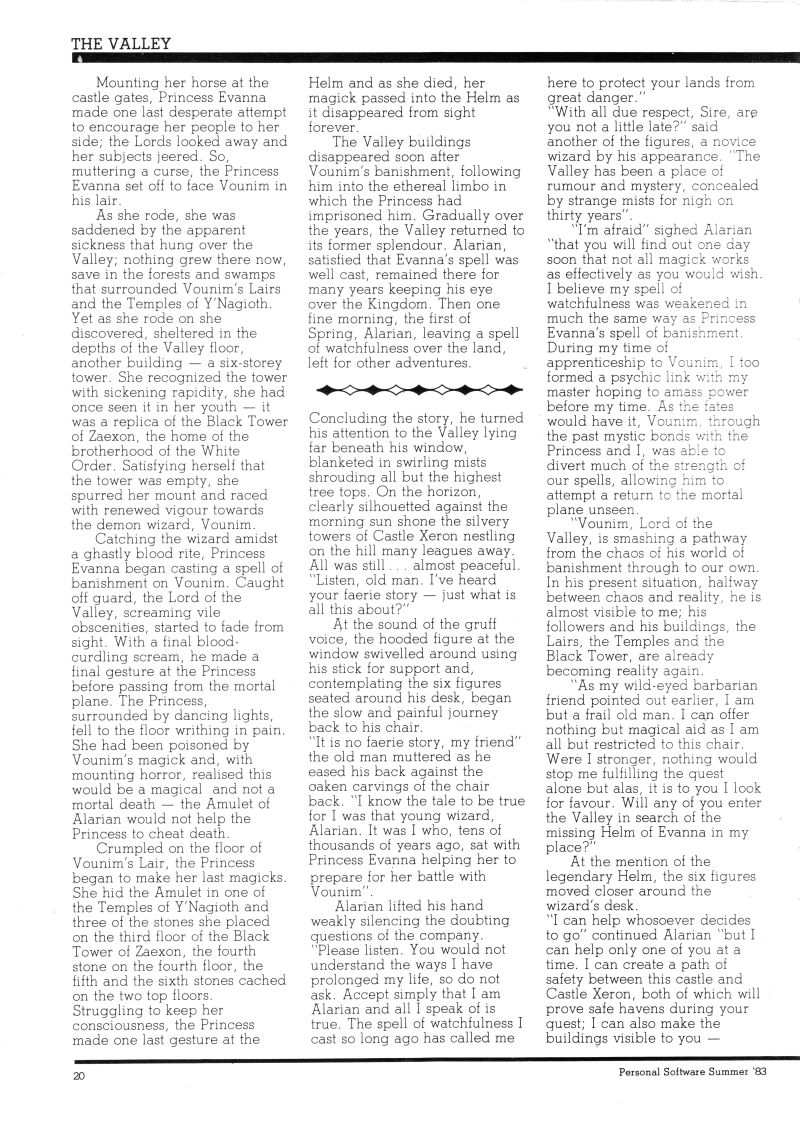 THE VALLEY
Mounting her horse at the
castle gates, Princess Evanna
made one last desperate attempt
to encourage her people to her
side; the Lords looked away and
her subjects jeered. So,
muttering a curse, the Princess
Evanna set off to face Vounim in
his lair.
As she rode, she was
saddened by the apparent
sickness that hung over the
Valley; nothing grew there now,
save in the forests and swamps
that surrounded Vounim's Lairs
and the Temples of Y'Nagioth.
Yet as she rode on she
discovered, sheltered in the
depths of the Valley floor,
another building — a six-storey
tower. She recognized the tower
with sickening rapidity, she had
once seen it in her youth — it
was a replica of the Black Tower
of Zaexon, the home of the
brotherhood of the White
Order. Satisfying herself that
the tower was empty, she
spurred her mount and raced
with renewed vigour towards
the demon wizard, Vounim.
Catching the wizard amidst
a ghastly blood rite, Princess
Evanna began casting a spell of
banishment on Vounim. Caught
off guard, the Lord of the
Valley, screaming vile
obscenities, started to fade from
sight. With a final blood-
curdling scream, he made a
final gesture at the Princess
before passing from the mortal
plane. The Princess,
surrounded by dancing lights,
fell to the floor writhing in pain.
She had been poisoned by
Vounim's magick and, with
mounting horror, realised this
would be a magical and not a
mortal death — the Amulet of
Alarian would not help the
Princess to cheat death.
Crumpled on the floor of
Vounim's Lair, the Princess
began to make her last magicks.
She hid the Amulet in one of
the Temples of Y'Nagioth and
three of the stones she placed
on the third floor of the Black
Tower of Zaexon, the fourth
stone on the fourth floor, the
fifth and the sixth stones cached
on the two top floors.
Struggling to keep her
consciousness, the Princess
made one last gesture at the
Helm and as she died, her
magick passed into the Helm as
it disappeared from sight
forever.
The Valley buildings
disappeared soon after
Vounim's banishment, following
him into the ethereal limbo in
which the Princess had
imprisoned him. Gradually over
the years, the Valley returned to
its former splendour. Alarian,
satisfied that Evanna's spell was
well cast, remained there for
many years keeping his eye
over the Kingdom. Then one
fine morning, the first of
Spring, Alarian, leaving a spell
of watchfulness over the land,
left for other adventures.
Concluding the story, he turned
his attention to the Valley lying
far beneath his window,
blanketed in swirling mists
shrouding all but the highest
tree tops. On the horizon,
clearly silhouetted against the
morning sun shone the silvery
towers of Castle Xeron nestling
on the hill many leagues away.
All was still . . . almost peaceful.
"Listen, old man. I've heard
your faerie story — just what is
all this about?"
At the sound of the gruff
voice, the hooded figure at the
window swivelled around using
his stick for support and,
contemplating the six figures
seated around his desk, began
the slow and painful journey
back to his chair.
"It is no faerie story, my friend"
the old man muttered as he
eased his back against the
oaken carvings of the chair
back. "I know the tale to be true
for I was that young wizard,
Alarian. It was I who, tens of
thousands of years ago, sat with
Princess Evanna helping her to
prepare for her battle with
Vounim".
Alarian lifted his hand
weakly silencing the doubting
questions of the company.
"Please listen. You would not
understand the ways I have
prolonged my life, so do not
ask. Accept simply that I am
Alarian and all I speak of is
true. The spell of watchfulness I
cast so long ago has called me
here to protect your lands from
great danger."
"With all due respect, Sire, are
you not a little late?" said
another of the figures, a novice
wizard by his appearance. "The
Valley has been a place of
rumour and mystery, concealed
by strange mists for nigh on
thirty years".
"I'm afraid" sighed Alarian
"that you will find out one day
soon that not all magick works
as effectively as you would wish.
I believe my spell of
watchfulness was weakened in
much the same way as Princess
Evanna's spell of banishment.
During my time of
apprenticeship to Vounim, I too
formed a psychic link with my
master hoping to amass power
before my time. As the fates
would have it, Vounim, through
the past mystic bonds with the
Princess and I, was able to
divert much of the strength of
our spells, allowing him to
attempt a return to the mortal
plane unseen.
"Vounim, Lord of the
Valley, is smashing a pathway
from the chaos of his world of
banishment through to our own.
In his present situation, halfway
between chaos and reality, he is
almost visible to me; his
followers and his buildings, the
Lairs, the Temples and the
Black Tower, are already
becoming reality again.
"As my wild-eyed barbarian
friend pointed out earlier, I am
but a frail old man. I can offer
nothing but magical aid as I am
all but restricted to this chair.
Were I stronger, nothing would
stop me fulfilling the quest
alone but alas, it is to you I look
for favour. Will any of you enter
the Valley in search of the
missing Helm of Evanna in my
place?"
At the mention of the
legendary Helm, the six figures
moved closer around the
wizard's desk.
"I can help whosoever decides
to go" continued Alarian "but I
can help only one of you at a
time. I can create a path of
safety between this castle and
Castle Xeron, both of which will
prove safe havens during your
quest; I can also make the
buildings visible to you —
20
Personal Software Summer '83